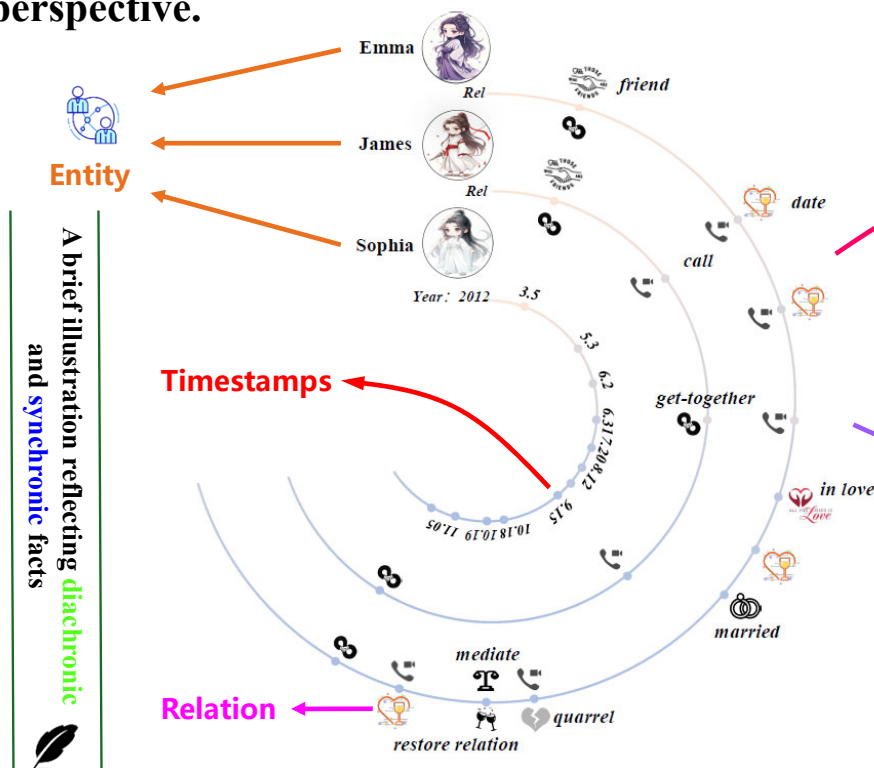 perspective.
Emma
Rel
friend
James
Rel
Entity
date
Sophia
call
Year: 2012
3.5
5.3
6.2
6.3
17.20
8.12
9.15
10.18
10.19
11.05
Timestamps
get-together
in love
Love
married
mediate
quarrel
restore relation
Relation
A brief illustration reflecting diachronic
and synchronic facts